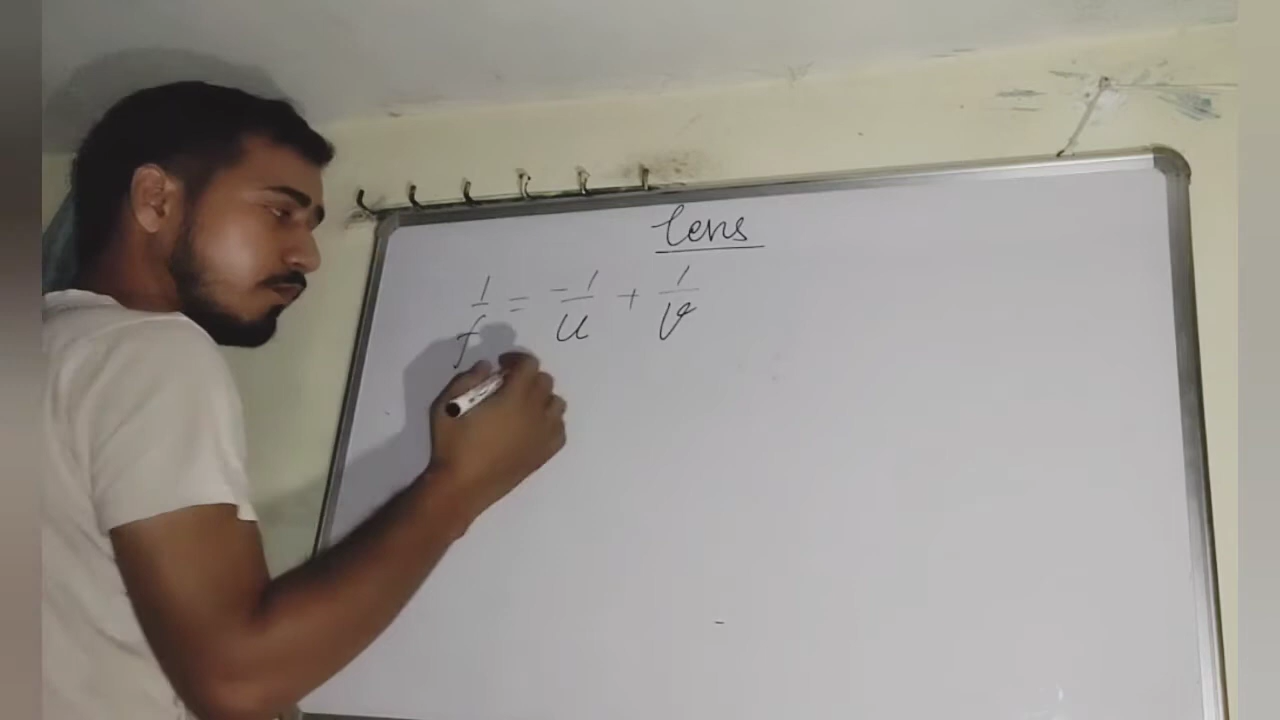 lens
1/f = -1/u + 1/v